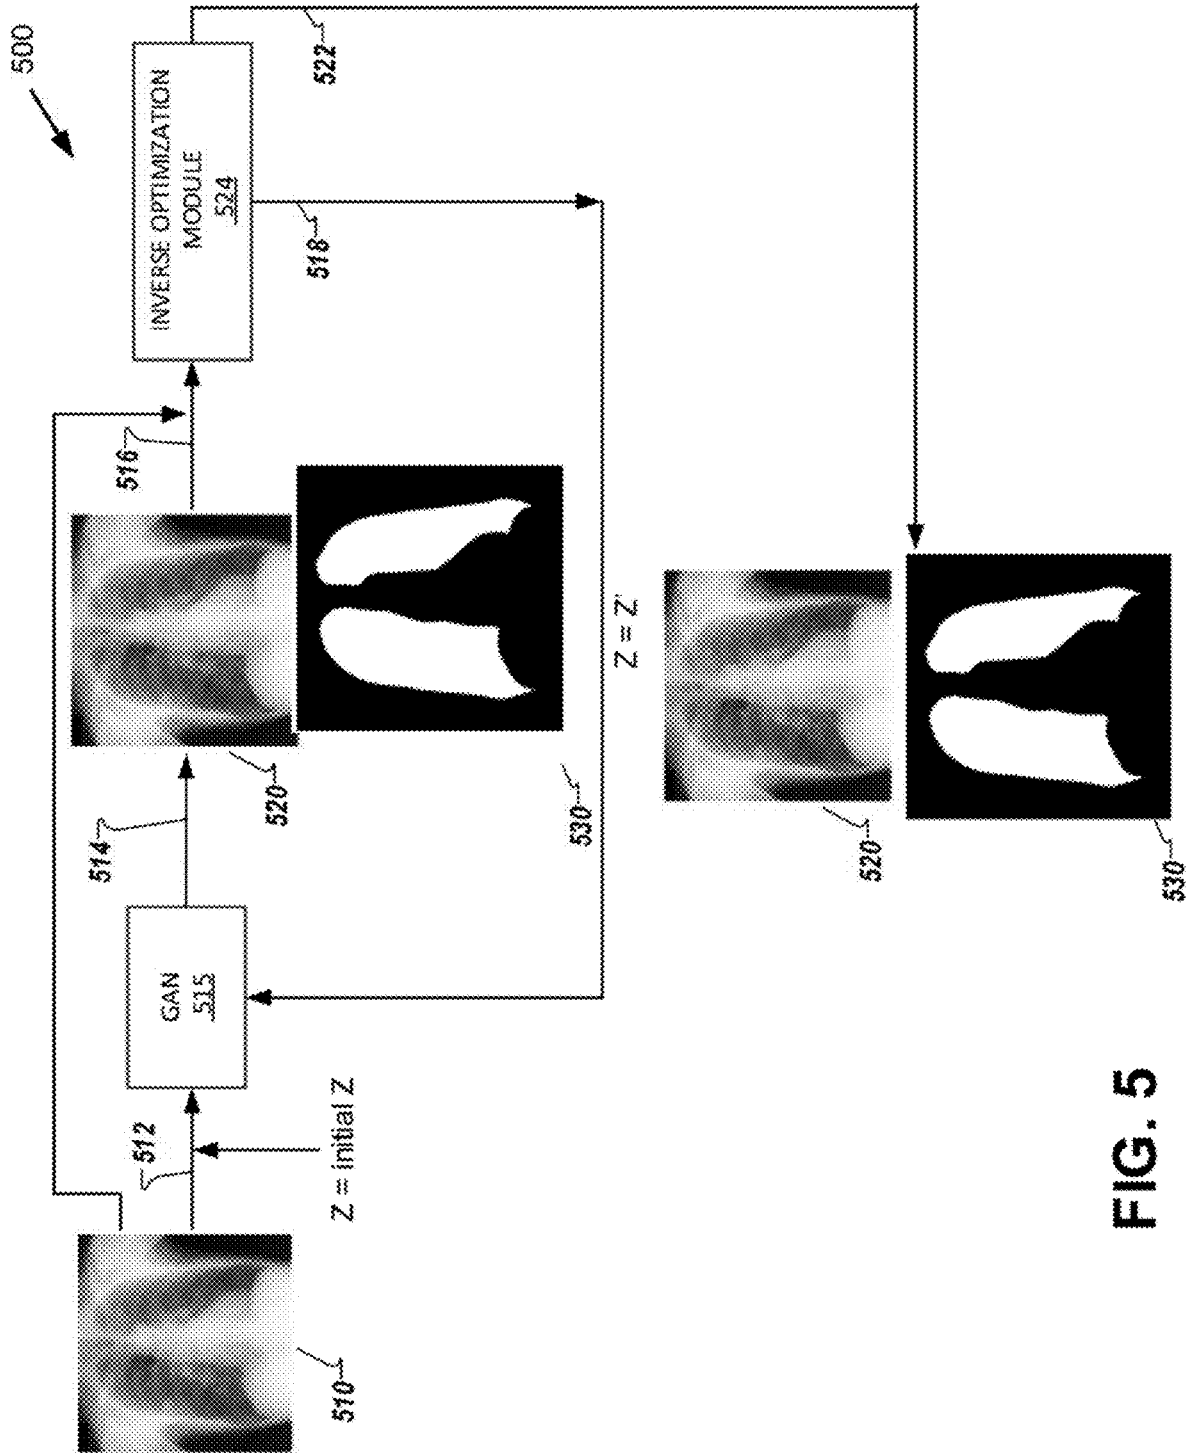 500
510
512
Z = initial Z
GAN
515
514
520
530
516
INVERSE OPTIMIZATION
MODULE
524
518
522
Z = Z'
520
530
FIG. 5